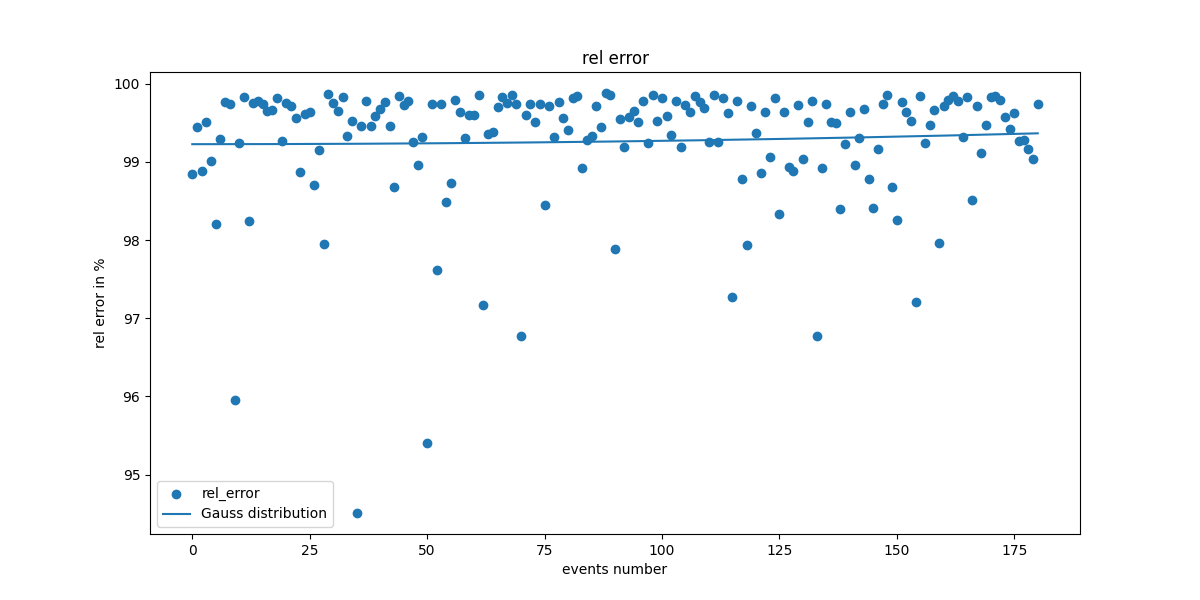 rel error
100
99
98
97
96
95
rel error in %
rel_error
Gauss distribution
0 25 50 75 100 125 150 175
events number